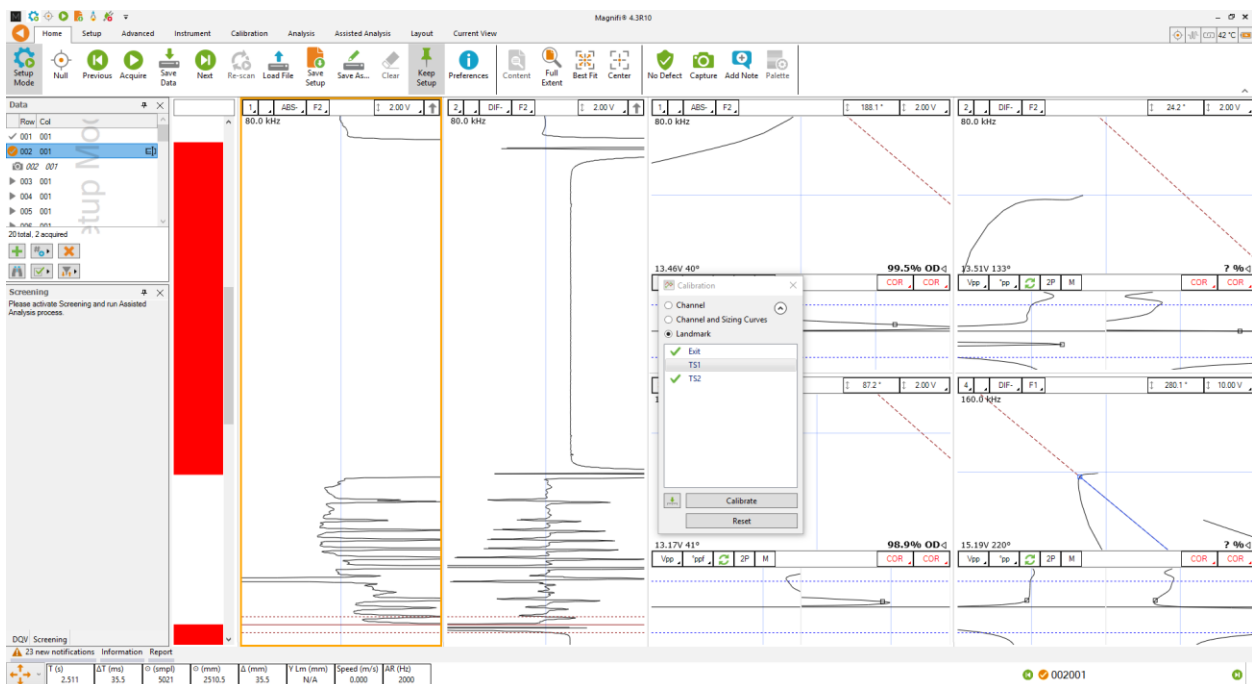 Magnifi® 4.3R10
Home Setup Advanced Instrument Calibration Analysis Assisted Analysis Layout Current View
42 °C
Setup Mode Null Previous Acquire Save Data Next Re-scan Load File Save Setup Save As... Clear Keep Setup Preferences Content Full Extent Best Fit Center No Defect Capture Add Note Palette
Data
Row Col
001 001
002 001
002 001
003 001
004 001
005 001
006 001
20 total, 2 acquired
Screening
Please activate Screening and run Assisted
Analysis process.
DQV Screening
1 ABS- F2 2.00 V
80.0 kHz
2 DIF- F2 2.00 V
80.0 kHz
1 ABS- F2 188.1° 2.00 V
80.0 kHz
13.46V 40° 99.5% OD
COR COR
2 DIF- F2 24.2° 2.00 V
80.0 kHz
13.51V 133° ? %
Vpp °pp 2P M COR COR
Calibration
Channel
Channel and Sizing Curves
Landmark
Exit
TS1
TS2
Calibrate
Reset
87.2° 2.00 V
13.17V 41° 98.9% OD
Vpp °ppf 2P M COR COR
4 DIF- F1 280.1° 10.00 V
160.0 kHz
15.19V 220° ? %
Vpp °pp 2P M COR COR
23 new notifications Information Report
T (s) ΔT (ms) ⊙ (smpl) ⊙ (mm) Δ (mm) Y Lm (mm) Speed (m/s) AR (Hz)
2.511 35.5 5021 2510.5 35.5 N/A 0.000 2000
002001